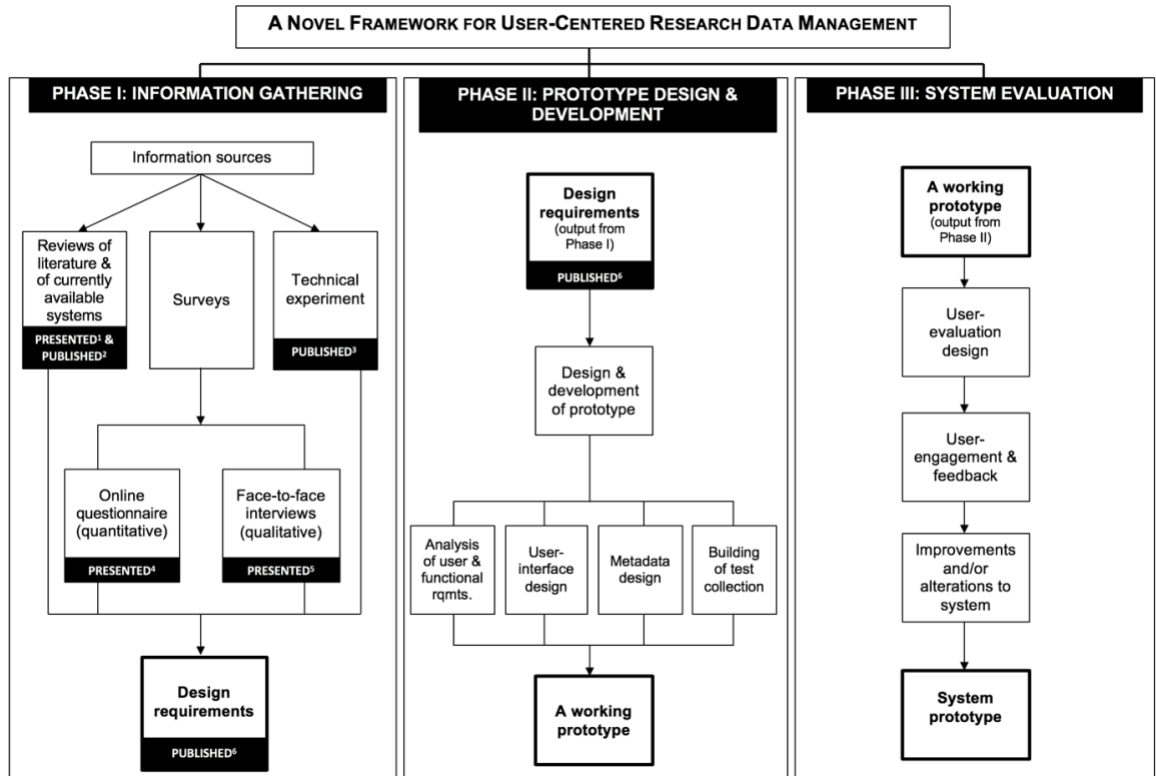 A NOVEL FRAMEWORK FOR USER-CENTERED RESEARCH DATA MANAGEMENT
PHASE I: INFORMATION GATHERING
Information sources
Reviews of
literature &
of currently
available
systems
PRESENTED¹ &
PUBLISHED²
Surveys
Technical
experiment
PUBLISHED³
Online
questionnaire
(quantitative)
PRESENTED⁴
Face-to-face
interviews
(qualitative)
PRESENTED⁵
Design
requirements
PUBLISHED⁶
PHASE II: PROTOTYPE DESIGN &
DEVELOPMENT
Design
requirements
(output from
Phase I)
PUBLISHED⁶
Design &
development
of prototype
Analysis
of user &
functional
rqmts.
User-
interface
design
Metadata
design
Building
of test
collection
A working
prototype
PHASE III: SYSTEM EVALUATION
A working
prototype
(output from
Phase II)
User-
evaluation
design
User-
engagement &
feedback
Improvements
and/or
alterations to
system
System
prototype